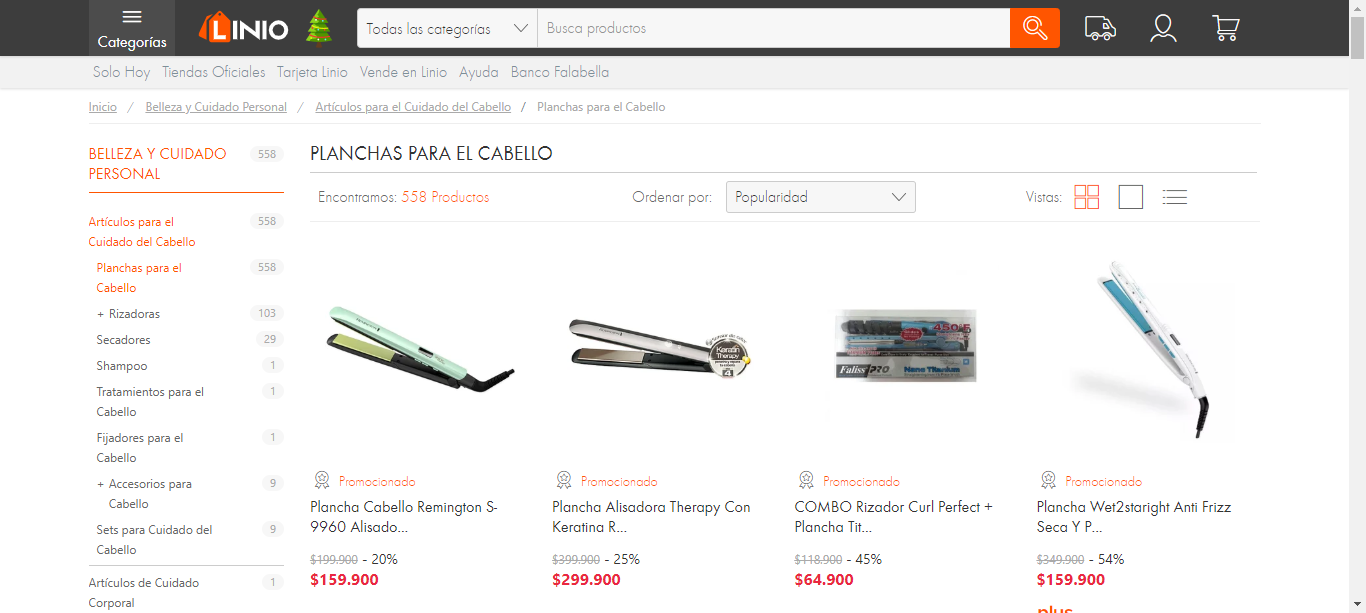 Categorías
LINIO
Todas las categorías
Busca productos
Solo Hoy Tiendas Oficiales Tarjeta Linio Vende en Linio Ayuda Banco Falabella
Inicio / Belleza y Cuidado Personal / Artículos para el Cuidado del Cabello / Planchas para el Cabello
BELLEZA Y CUIDADO 558
PERSONAL
Artículos para el 558
Cuidado del Cabello
Planchas para el 558
Cabello
+ Rizadoras 103
Secadores 29
Shampoo 1
Tratamientos para el 1
Cabello
Fijadores para el 1
Cabello
+ Accesorios para 9
Cabello
Sets para Cuidado del 9
Cabello
Artículos de Cuidado 1
Corporal
PLANCHAS PARA EL CABELLO
Encontramos: 558 Productos
Ordenar por: Popularidad
Vistas:
Promocionado
Plancha Cabello Remington S-
9960 Alisado...
$199.900 - 20%
$159.900
Keratin
Therapy
4
Promocionado
Plancha Alisadora Therapy Con
Keratina R...
$399.900 - 25%
$299.900
450°F
Faliss PRO Nano Titanium
Promocionado
COMBO Rizador Curl Perfect +
Plancha Tit...
$118.900 - 45%
$64.900
Promocionado
Plancha Wet2staright Anti Frizz
Seca Y P...
$349.900 - 54%
$159.900
plus